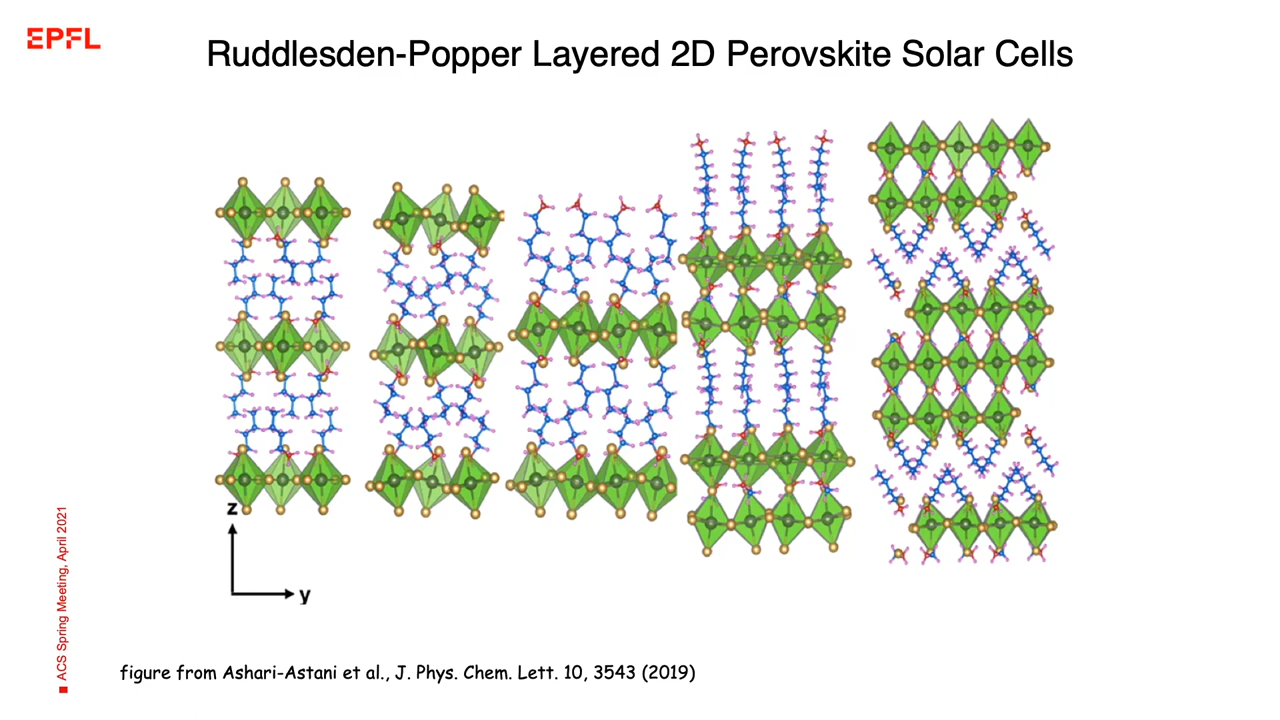 EPFL
Ruddlesden-Popper Layered 2D Perovskite Solar Cells
z
y
ACS Spring Meeting, April 2021
figure from Ashari-Astani et al., J. Phys. Chem. Lett. 10, 3543 (2019)